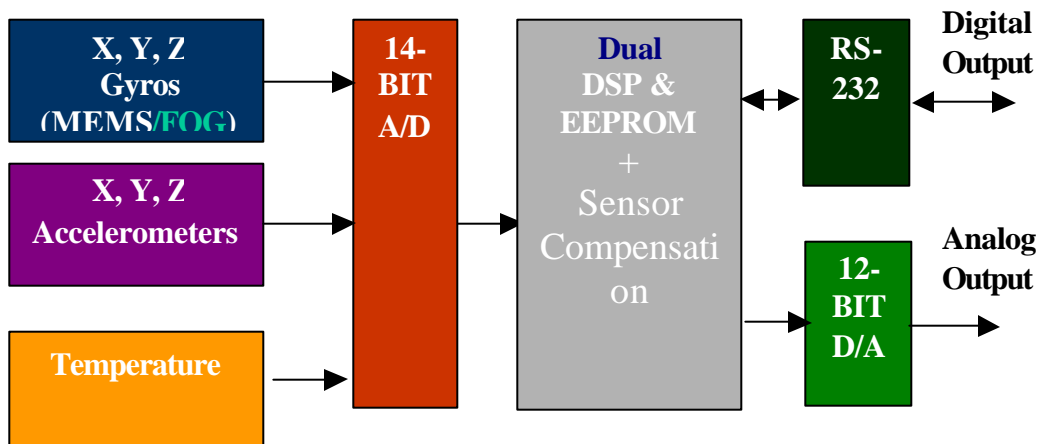 X, Y, Z
Gyros
(MEMS/FOG)
X, Y, Z
Accelerometers
Temperature
14-
BIT
A/D
Dual
DSP &
EEPROM
+
Sensor
Compensati
on
RS-
232
12-
BIT
D/A
Digital
Output
Analog
Output